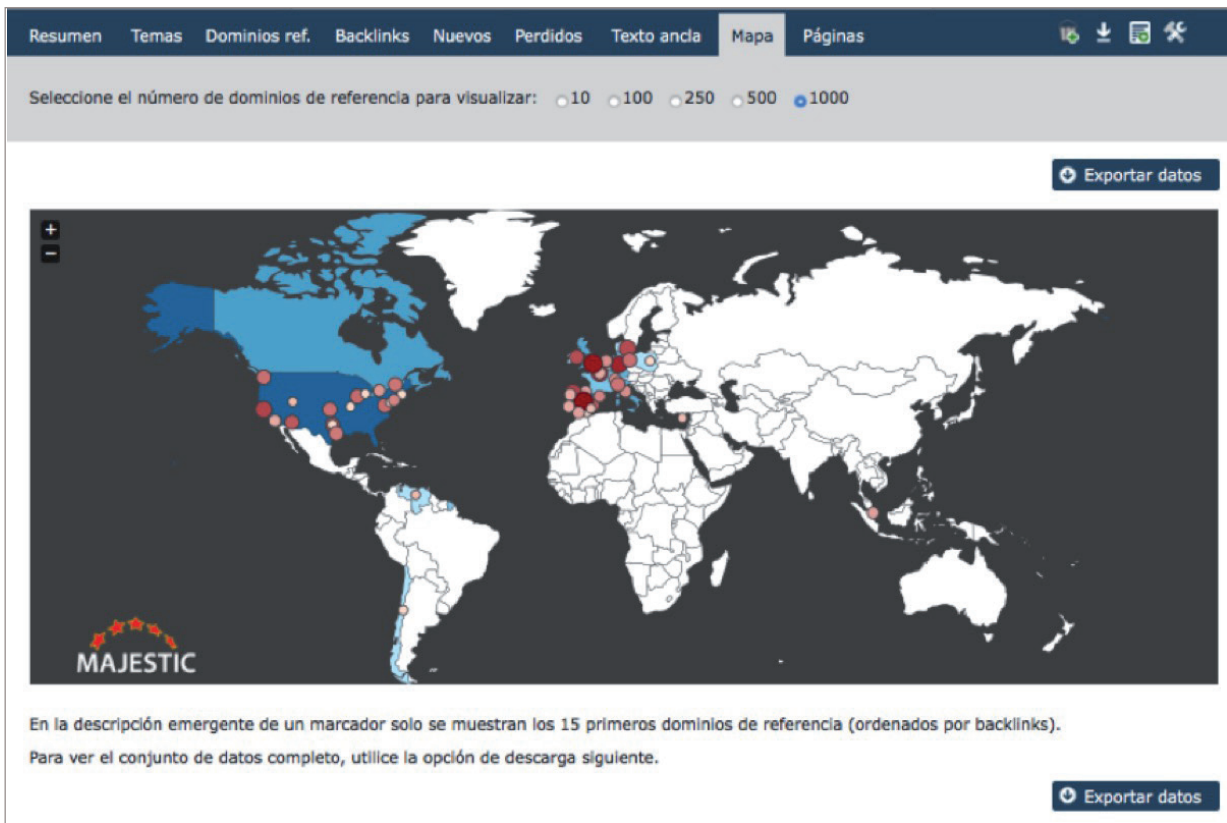 Resumen Temas Dominios ref. Backlinks Nuevos Perdidos Texto ancla Mapa Páginas
Seleccione el número de dominios de referencia para visualizar: 10 100 250 500 1000
Exportar datos
+
−
MAJESTIC
En la descripción emergente de un marcador solo se muestran los 15 primeros dominios de referencia (ordenados por backlinks).
Para ver el conjunto de datos completo, utilice la opción de descarga siguiente.
Exportar datos